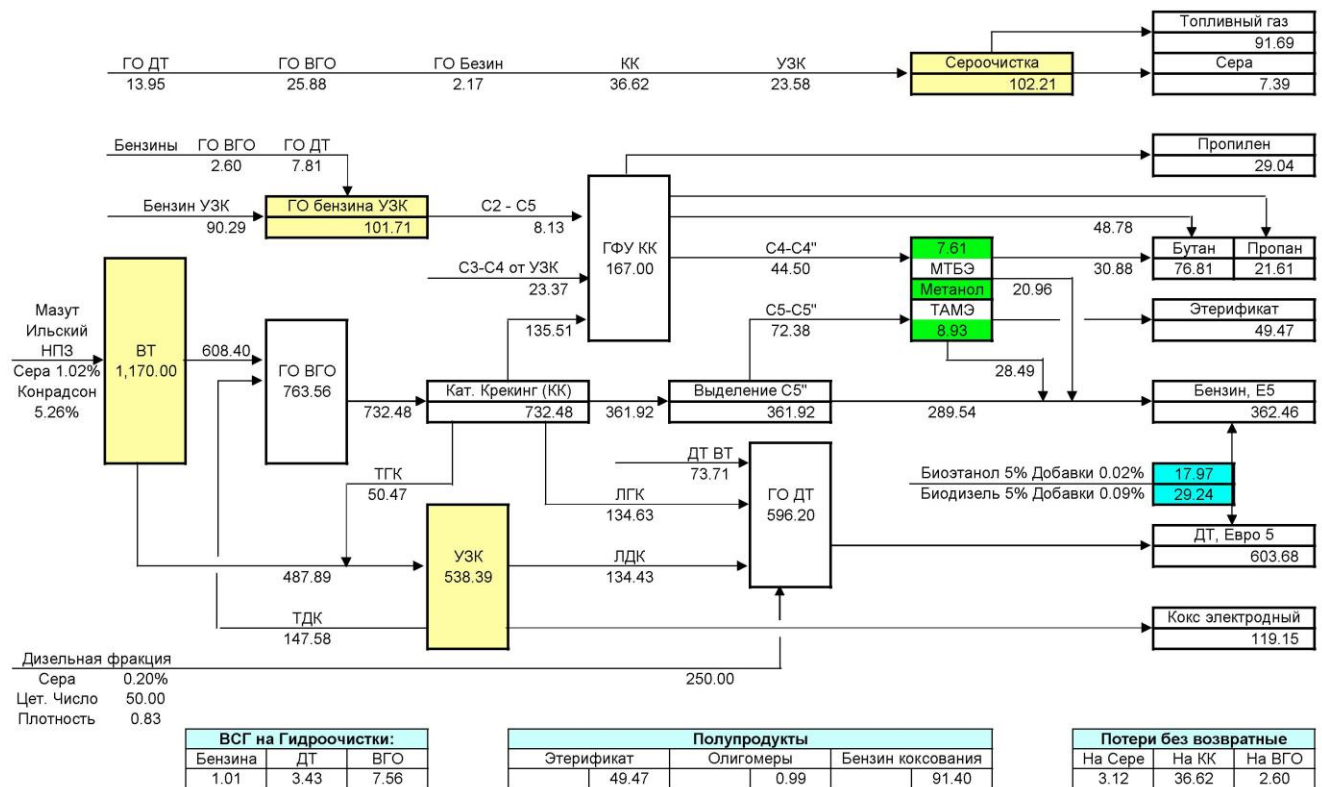 Топливный газ
91.69
ГО ДТ ГО ВГО ГО Безин КК УЗК Сероочистка Сера
13.95 25.88 2.17 36.62 23.58 102.21 7.39
Бензины ГО ВГО ГО ДТ Пропилен
2.60 7.81 29.04
Бензин УЗК ГО бензина УЗК С2 - С5
90.29 101.71 8.13 48.78
ГФУ КК С4-С4" 7.61 Бутан Пропан
167.00 44.50 МТБЭ 30.88 76.81 21.61
С3-С4 от УЗК
23.37 Метанол 20.96
135.51 С5-С5" ТАМЭ Этерификат
72.38 8.93 49.47
28.49
Мазут
Ильский
НПЗ ВТ 608.40
Сера 1.02% 1,170.00 ГО ВГО
Конрадсон 763.56
5.26%
Кат. Крекинг (КК) Выделение С5" Бензин, Е5
732.48 732.48 361.92 361.92 289.54 362.46
ТГК ДТ ВТ
50.47 73.71
Биоэтанол 5% Добавки 0.02% 17.97
Биодизель 5% Добавки 0.09% 29.24
ЛГК ГО ДТ
134.63 596.20
ДТ, Евро 5
603.68
УЗК ЛДК
487.89 538.39 134.43
ТДК Кокс электродный
147.58 119.15
Дизельная фракция
Сера 0.20% 250.00
Цет. Число 50.00
Плотность 0.83
ВСГ на Гидроочистки: Полупродукты Потери без возвратные
Бензина ДТ ВГО Этерификат Олигомеры Бензин коксования На Сере На КК На ВГО
1.01 3.43 7.56 49.47 0.99 91.40 3.12 36.62 2.60